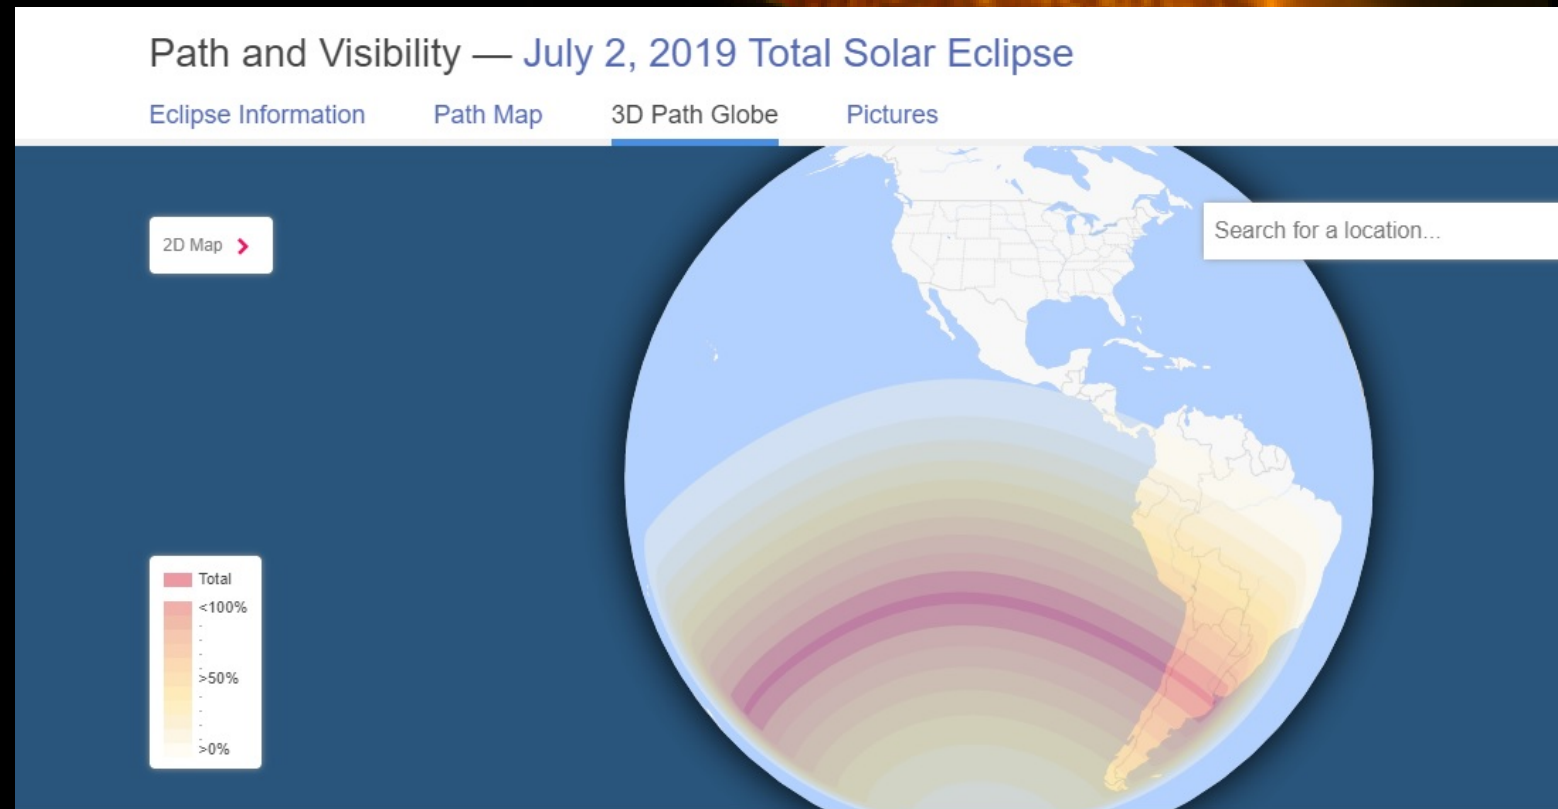 Path and Visibility — July 2, 2019 Total Solar Eclipse
Eclipse Information Path Map 3D Path Globe Pictures
2D Map
Search for a location...
Total
<100%
>50%
>0%